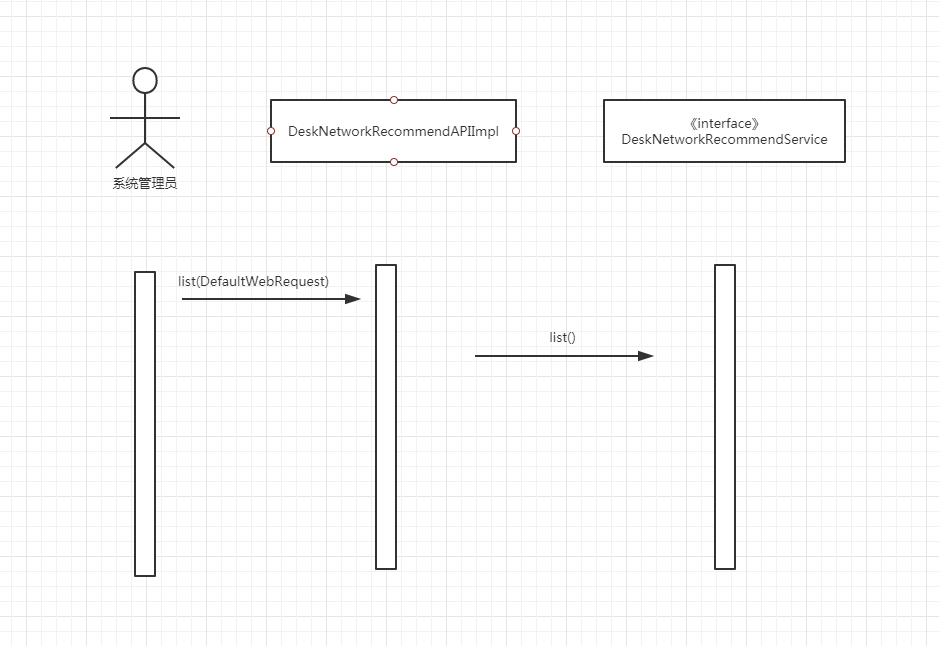 系统管理员
DeskNetworkRecommendAPIImpl
《interface》
DeskNetworkRecommendService
list(DefaultWebRequest)
list()